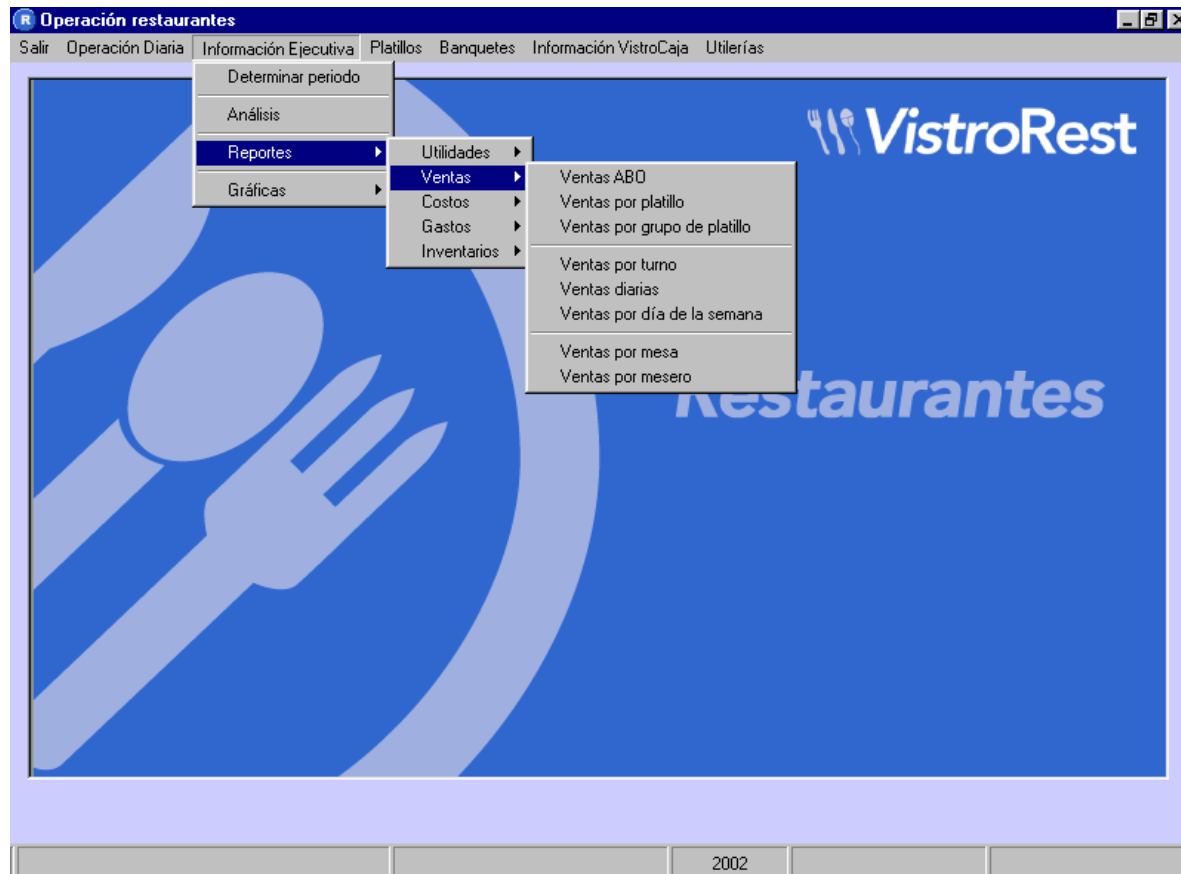 R Operación restaurantes
Salir Operación Diaria Información Ejecutiva Platillos Banquetes Información VistroCaja Utilerías
Determinar periodo
Análisis
Reportes
Gráficas
Utilidades
Ventas
Costos
Gastos
Inventarios
Ventas ABO
Ventas por platillo
Ventas por grupo de platillo
Ventas por turno
Ventas diarias
Ventas por día de la semana
Ventas por mesa
Ventas por mesero
VistroRest
Restaurantes
2002